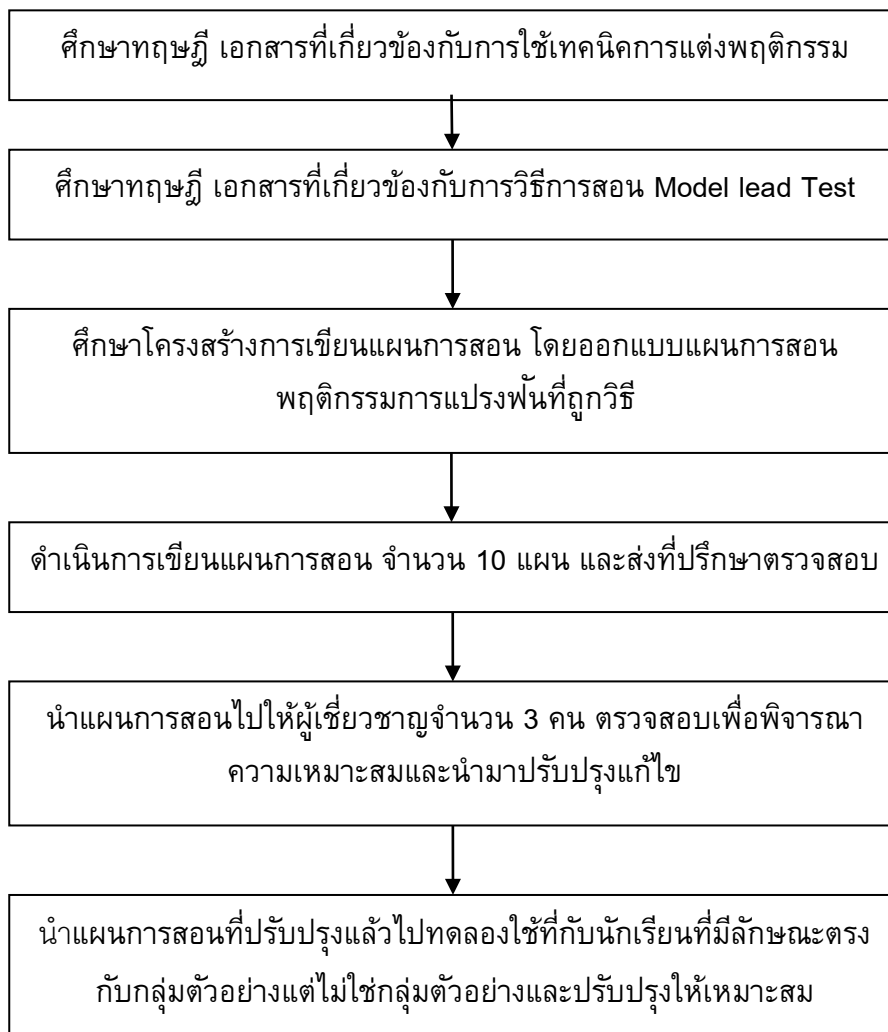 ศึกษาทฤษฎี เอกสารที่เกี่ยวข้องกับการใช้เทคนิคการแต่งพฤติกรรม
ศึกษาทฤษฎี เอกสารที่เกี่ยวข้องกับการวิธีการสอน Model lead Test
ศึกษาโครงสร้างการเขียนแผนการสอน โดยออกแบบแผนการสอน
พฤติกรรมการแปรงฟันที่ถูกวิธี
ดำเนินการเขียนแผนการสอน จำนวน 10 แผน และส่งที่ปรึกษาตรวจสอบ
นำแผนการสอนไปให้ผู้เชี่ยวชาญจำนวน 3 คน ตรวจสอบเพื่อพิจารณา
ความเหมาะสมและนำมาปรับปรุงแก้ไข
นำแผนการสอนที่ปรับปรุงแล้วไปทดลองใช้ที่กับนักเรียนที่มีลักษณะตรง
กับกลุ่มตัวอย่างแต่ไม่ใช่กลุ่มตัวอย่างและปรับปรุงให้เหมาะสม